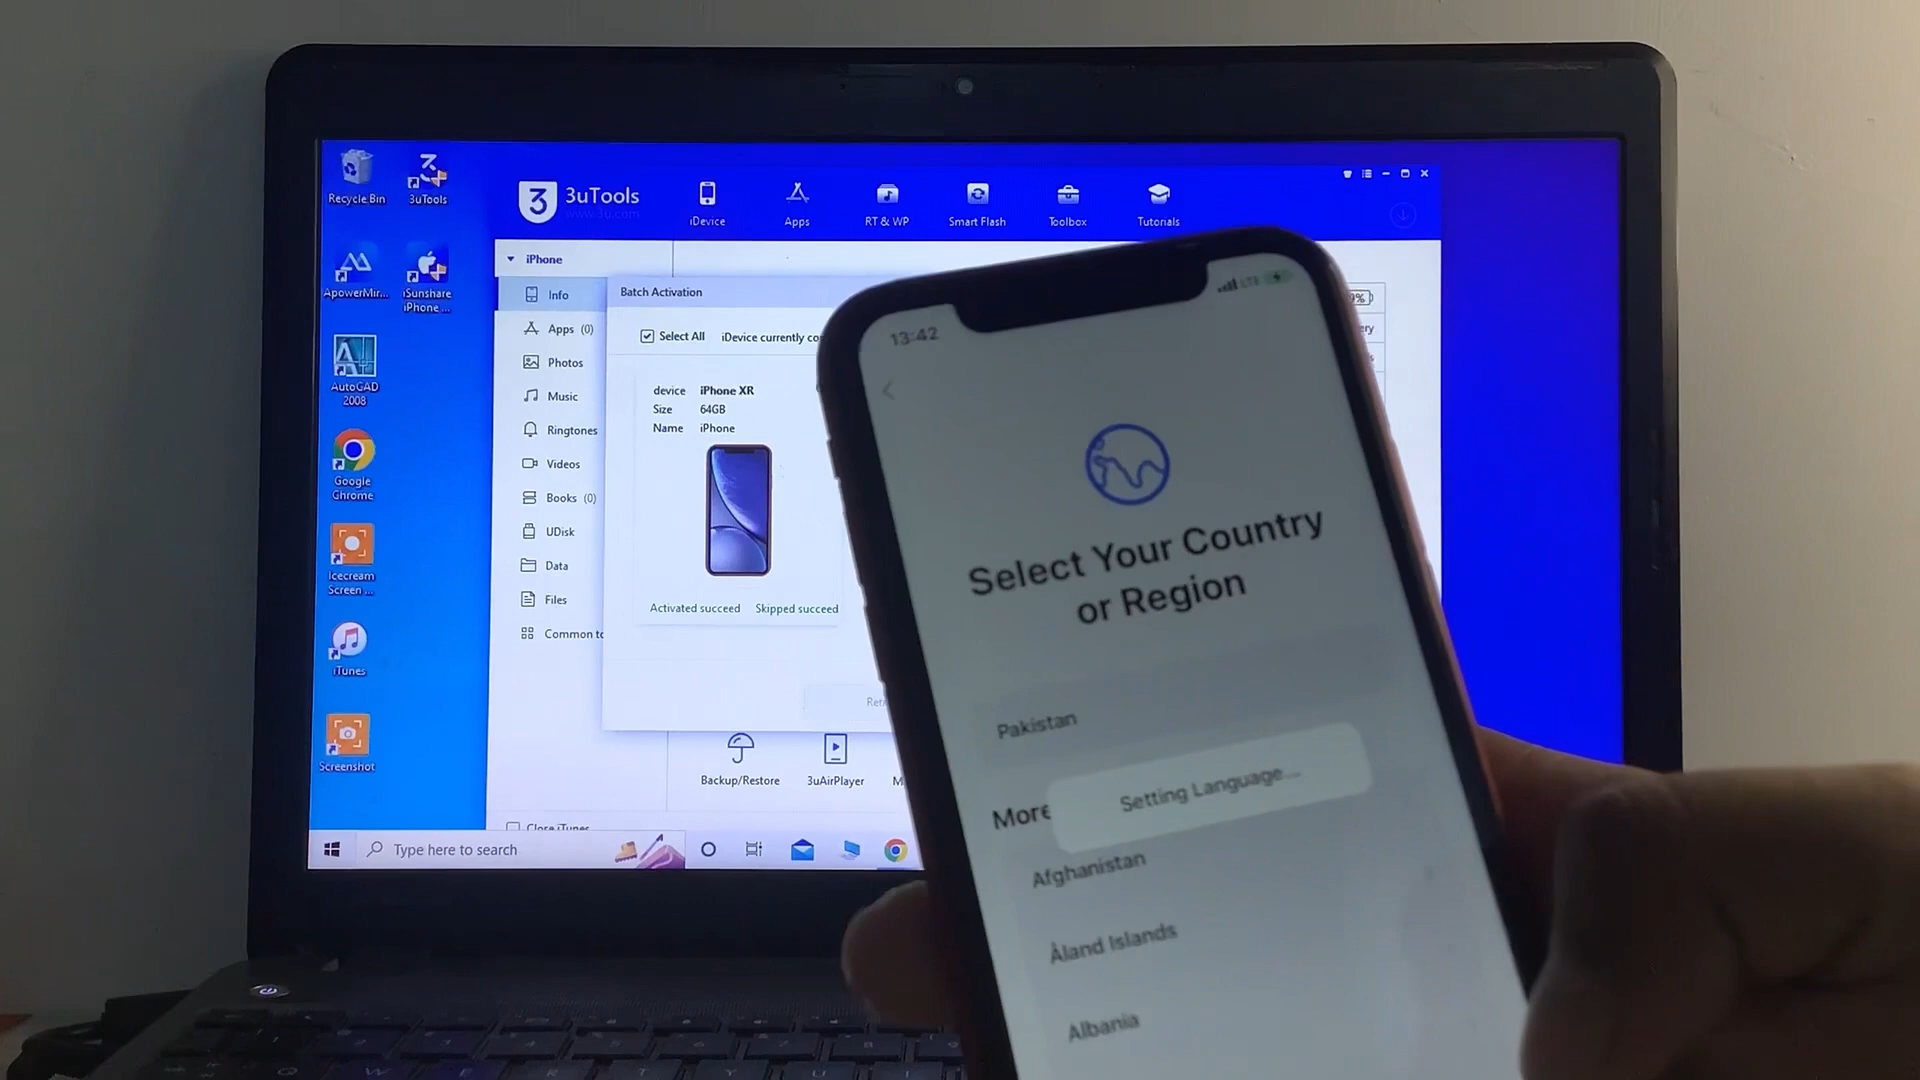 Recycle Bin
3uTools
ApowerMir...
iSunshare
iPhone ...
AutoCAD
2008
Google
Chrome
Icecream
Screen ...
iTunes
Screenshot
3
3uTools
www.3u.com
iDevice
Apps
RT & WP
Smart Flash
Toolbox
Tutorials
iPhone
Info
Apps (0)
Photos
Music
Ringtones
Videos
Books (0)
UDisk
Data
Files
Common to
Batch Activation
Select All
iDevice currently co
device iPhone XR
Size 64GB
Name iPhone
Activated succeed
Skipped succeed
9%
Backup/Restore
3uAirPlayer
M
Type here to search
13:42
LTE
Select Your Country
or Region
Pakistan
Setting Language...
More
Afghanistan
Åland Islands
Albania